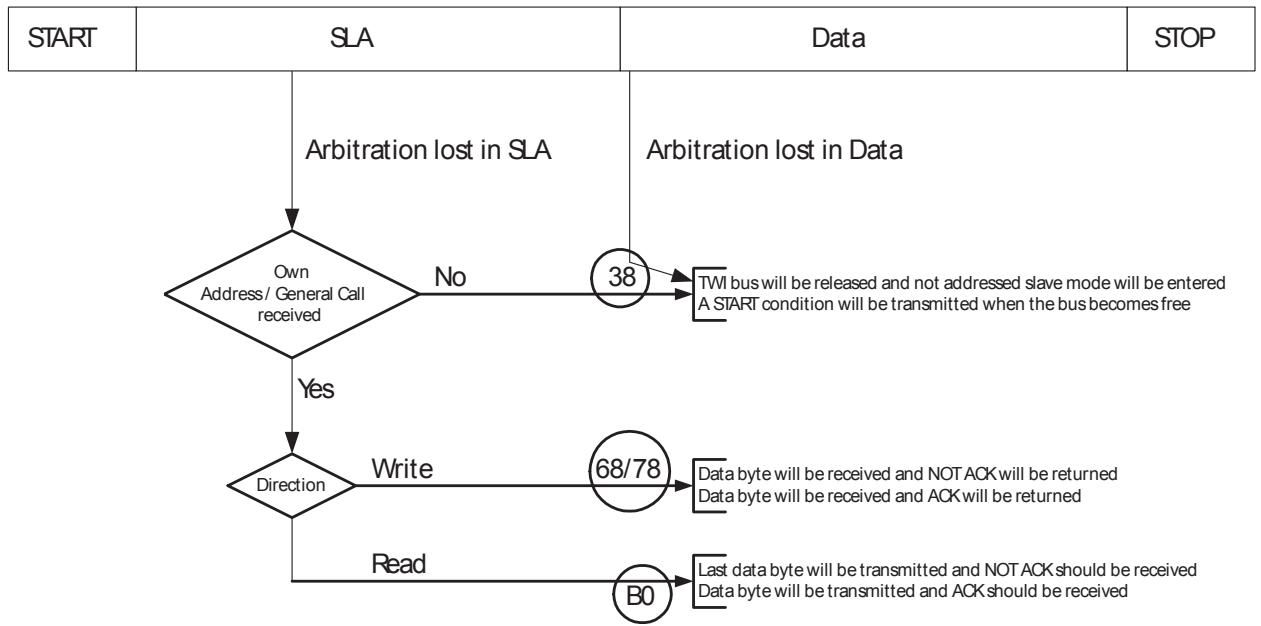 START SLA Data STOP
Arbitration lost in SLA Arbitration lost in Data
Own
Address / General Call
received
No
38
TWI bus will be released and not addressed slave mode will be entered
A START condition will be transmitted when the bus becomes free
Yes
Direction
Write
68/78
Data byte will be received and NOT ACK will be returned
Data byte will be received and ACK will be returned
Read
B0
Last data byte will be transmitted and NOT ACK should be received
Data byte will be transmitted and ACK should be received